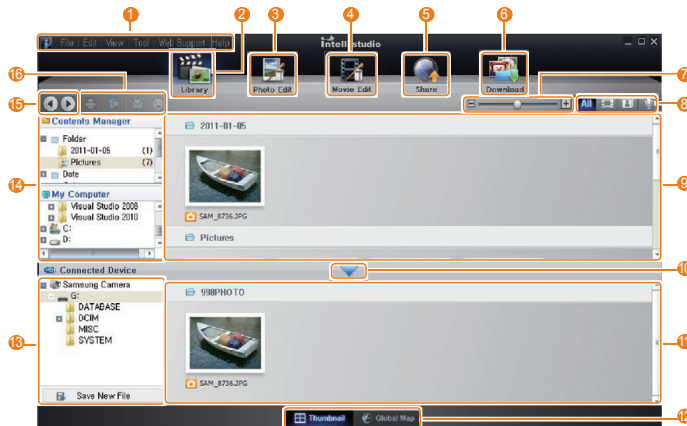 1 2 3 4 5 6
File Edit View Tool Web Support Help
Intelli-studio
16 7
Library Photo Edit Movie Edit Share Download
15 All 8
Contents Manager
2011-01-05
Folder
2011-01-05 (1)
Pictures (7)
Date
14 9
My Computer
Visual Studio 2008
Visual Studio 2010
SAM_8736.JPG
C:
D:
Pictures
Connected Device 10
Samsung Camera
998PHOTO
G:
DATABASE
DCIM
MISC
SYSTEM
13 11
SAM_8736.JPG
Save New File
Thumbnail Global Map 12